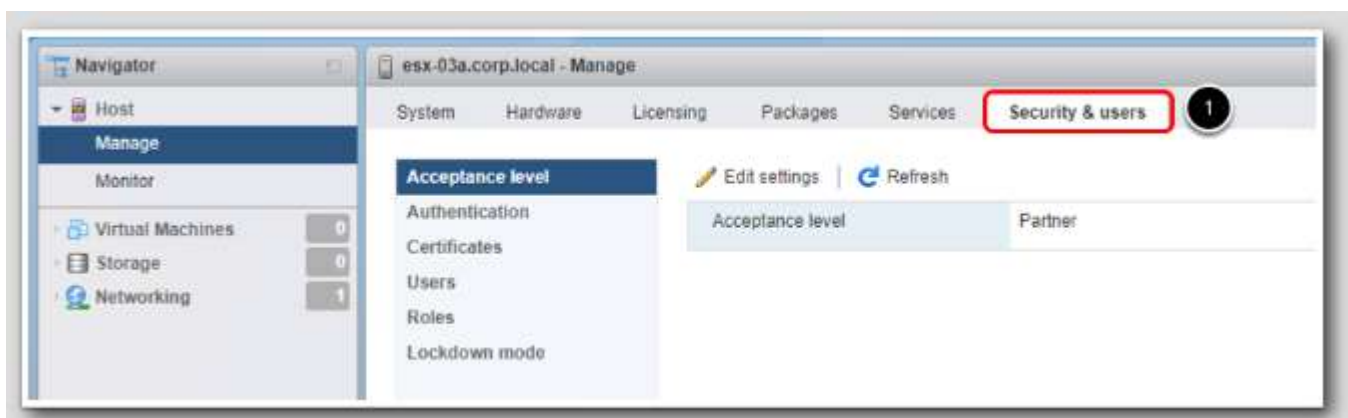 Navigator
Host
Manage
Monitor
Virtual Machines 0
Storage 0
Networking 1
esx-03a.corp.local - Manage
System Hardware Licensing Packages Services Security & users 1
Acceptance level
Authentication
Certificates
Users
Roles
Lockdown mode
Edit settings Refresh
Acceptance level Partner